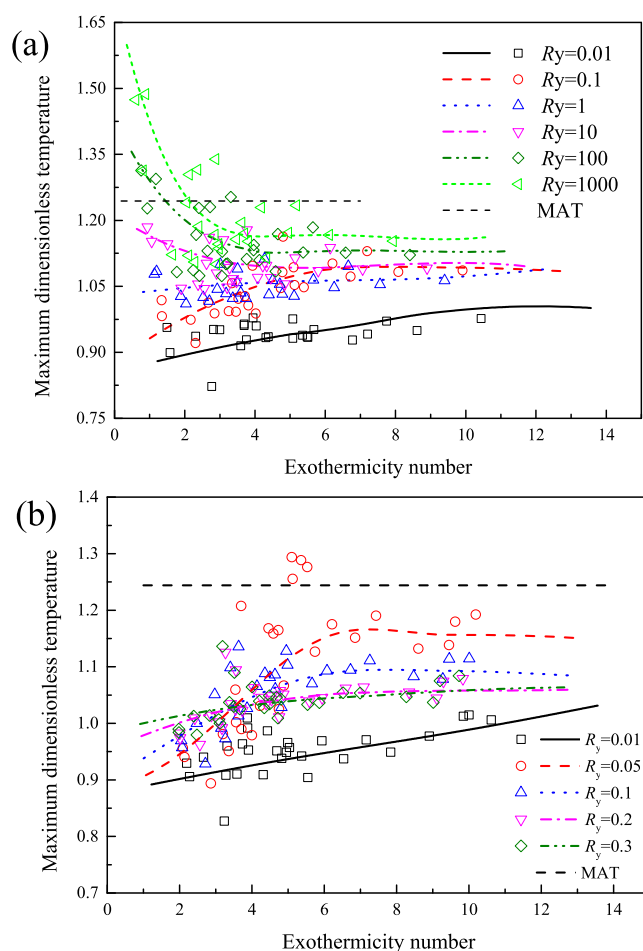 (a)
Maximum dimensionless temperature
1.65
1.50
1.35
1.20
1.05
0.90
0.75
Ry=0.01
Ry=0.1
Ry=1
Ry=10
Ry=100
Ry=1000
MAT
0 2 4 6 8 10 12 14
Exothermicity number
(b)
Maximum dimensionless temperature
1.4
1.3
1.2
1.1
1.0
0.9
0.8
0.7
Ry=0.01
Ry=0.05
Ry=0.1
Ry=0.2
Ry=0.3
MAT
0 2 4 6 8 10 12 14
Exothermicity number